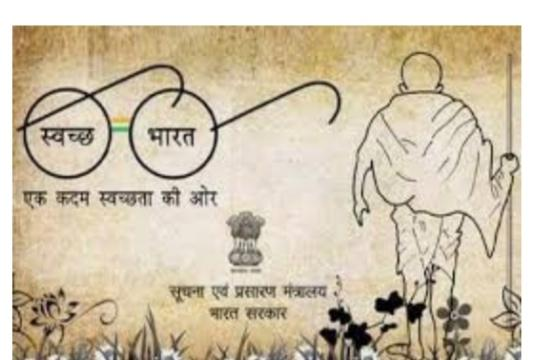 स्वच्छ भारत
एक कदम स्वच्छता की ओर
सूचना एवं प्रसारण मंत्रालय
भारत सरकार